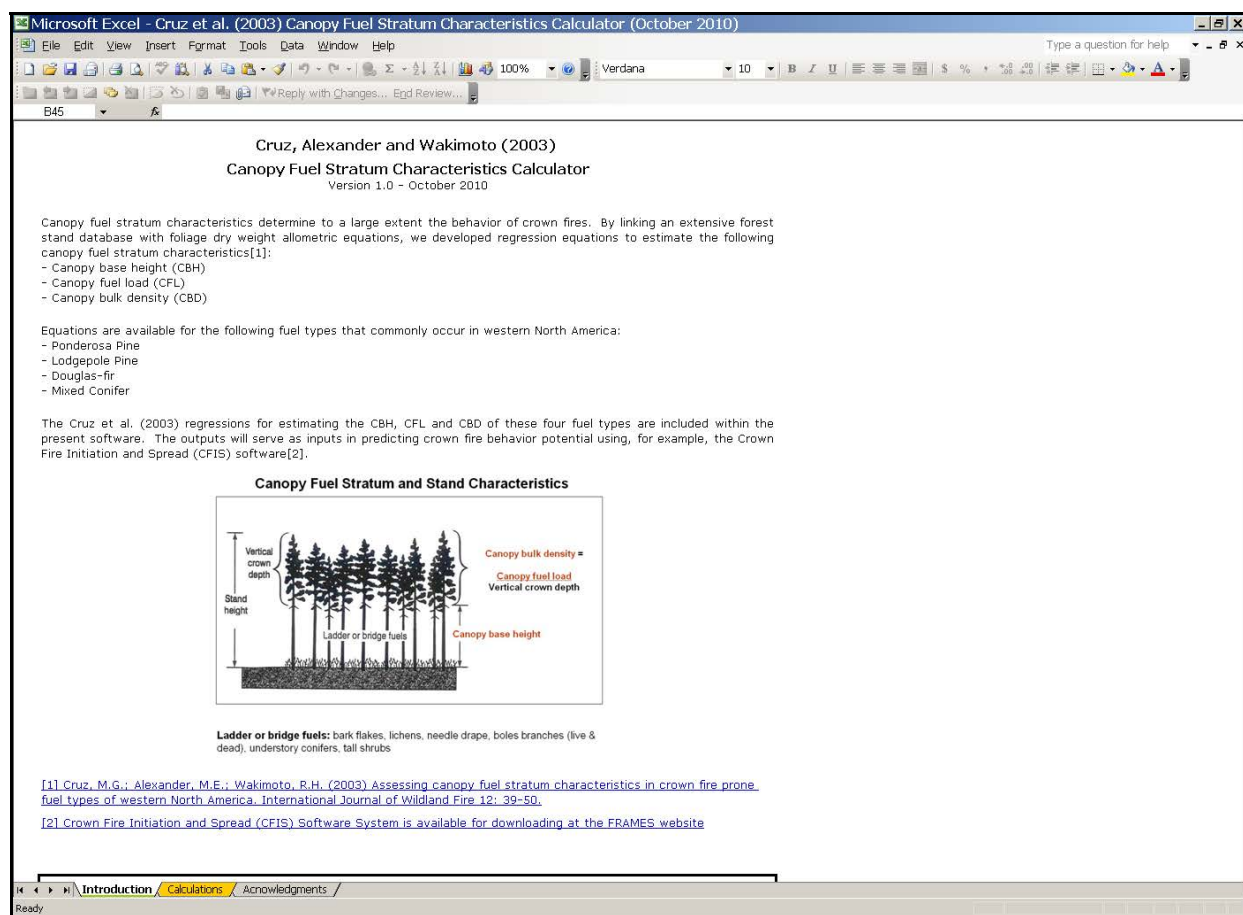 Microsoft Excel - Cruz et al. (2003) Canopy Fuel Stratum Characteristics Calculator (October 2010)
File Edit View Insert Format Tools Data Window Help
Type a question for help
100%
Verdana
10
B I U
$ % ,
Reply with Chang... End Review...
B45
fx
Cruz, Alexander and Wakimoto (2003)
Canopy Fuel Stratum Characteristics Calculator
Version 1.0 - October 2010
Canopy fuel stratum characteristics determine to a large extent the behavior of crown fires. By linking an extensive forest
stand database with foliage dry weight allometric equations, we developed regression equations to estimate the following
canopy fuel stratum characteristics[1]:
- Canopy base height (CBH)
- Canopy fuel load (CFL)
- Canopy bulk density (CBD)
Equations are available for the following fuel types that commonly occur in western North America:
- Ponderosa Pine
- Lodgepole Pine
- Douglas-fir
- Mixed Conifer
The Cruz et al. (2003) regressions for estimating the CBH, CFL and CBD of these four fuel types are included within the
present software. The outputs will serve as inputs in predicting crown fire behavior potential using, for example, the Crown
Fire Initiation and Spread (CFIS) software[2].
Canopy Fuel Stratum and Stand Characteristics
Vertical
crown
depth
Stand
height
Ladder or bridge fuels
Canopy bulk density =
Canopy fuel load
Vertical crown depth
Canopy base height
Ladder or bridge fuels: bark flakes, lichens, needle drape, boles branches (live &
dead), understory conifers, tall shrubs
[1] Cruz, M.G.; Alexander, M.E.; Wakimoto, R.H. (2003) Assessing canopy fuel stratum characteristics in crown fire prone
fuel types of western North America. International Journal of Wildland Fire 12: 39-50.
[2] Crown Fire Initiation and Spread (CFIS) Software System is available for downloading at the FRAMES website
Introduction
Calculations
Acnowledgments
Ready